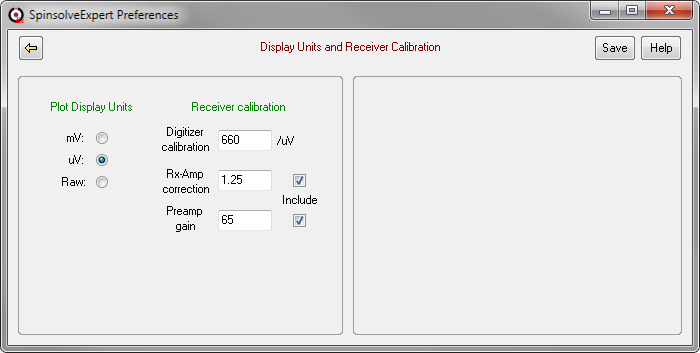 SpinsolveExpert Preferences
Display Units and Receiver Calibration
Save
Help
Plot Display Units
Receiver calibration
mV:
uV:
Raw:
Digitizer
calibration
660
/uV
Rx-Amp
correction
1.25
Include
Preamp
gain
65